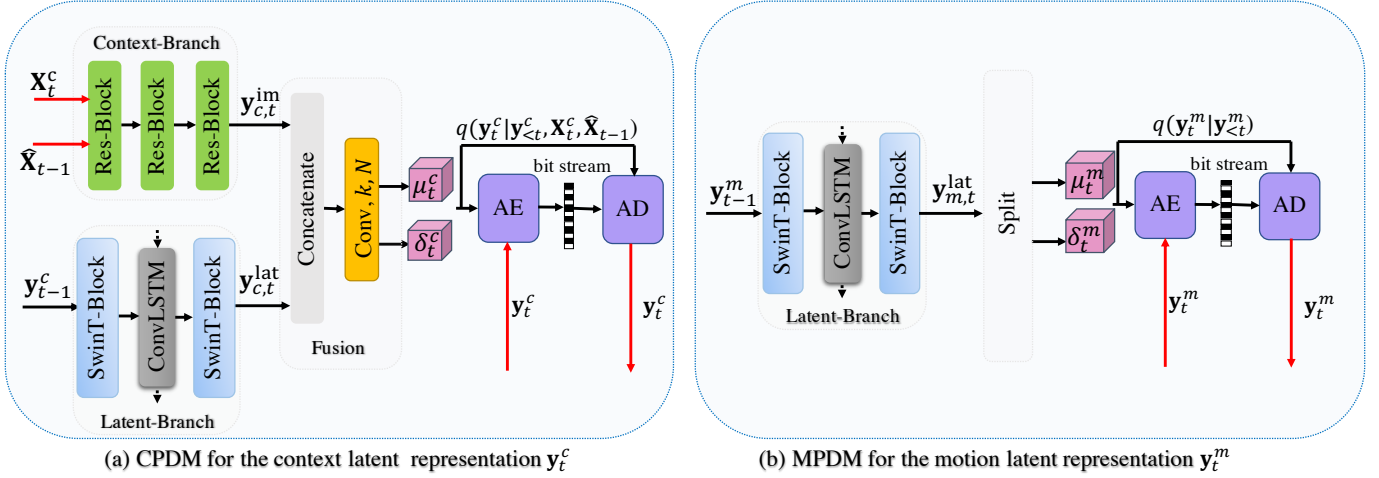 Context-Branch
X_t^c
X̂_{t−1}
Res-Block
Res-Block
Res-Block
y_{c,t}^{im}
y_{t−1}^c
SwinT-Block
ConvLSTM
SwinT-Block
y_{c,t}^{lat}
Latent-Branch
Concatenate
Conv, k, N
Fusion
μ_t^c
δ_t^c
q(y_t^c|y_{<t}^c, X_t^c, X̂_{t−1})
bit stream
AE
AD
y_t^c
y_t^c
(a) CPDM for the context latent representation y_t^c
y_{t−1}^m
SwinT-Block
ConvLSTM
SwinT-Block
Latent-Branch
y_{m,t}^{lat}
Split
μ_t^m
δ_t^m
q(y_t^m|y_{<t}^m)
bit stream
AE
AD
y_t^m
y_t^m
(b) MPDM for the motion latent representation y_t^m